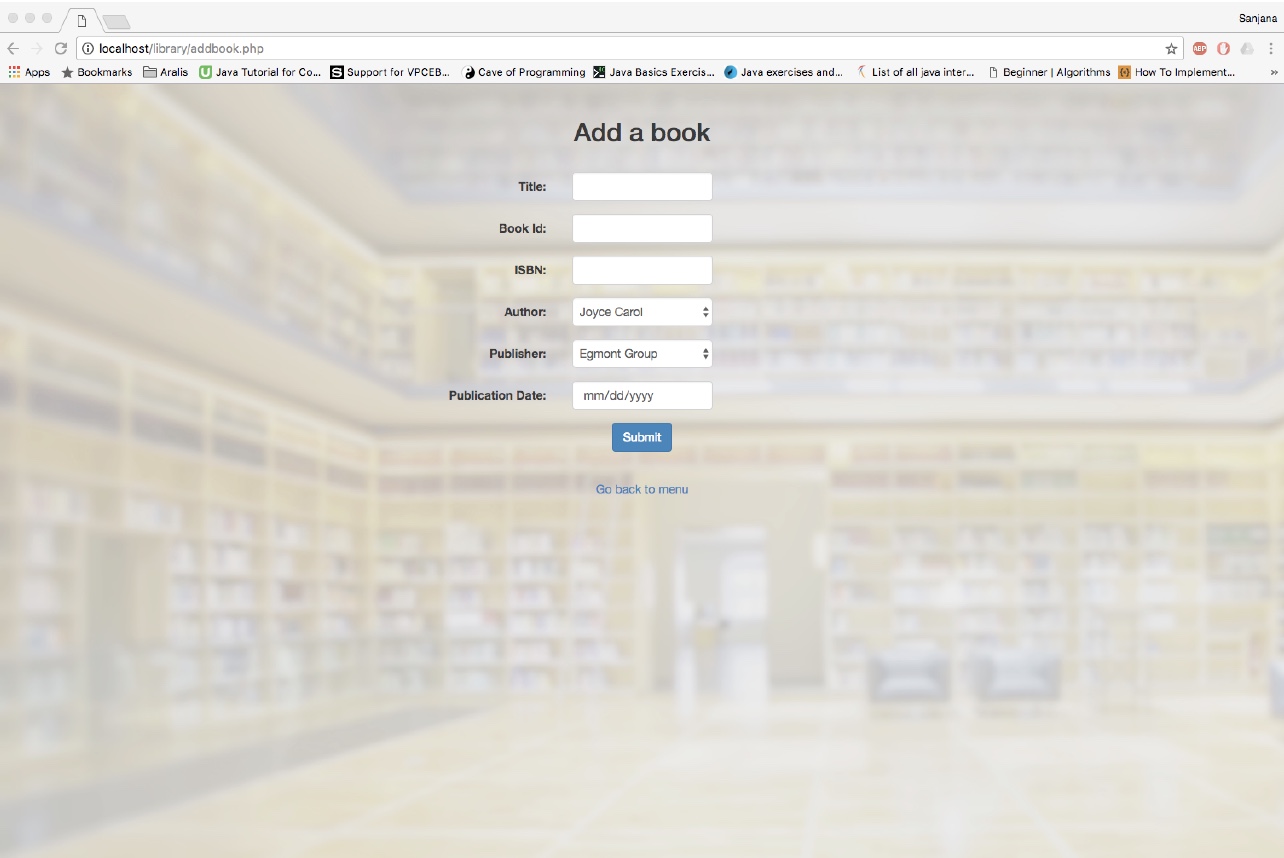 Sanjana
localhost/library/addbook.php
ABP
Apps Bookmarks Aralis Java Tutorial for Co... Support for VPCEB... Cave of Programming Java Basics Exercis... Java exercises and... List of all java inter... Beginner | Algorithms How To Implement... »
Add a book
Title:
Book Id:
ISBN:
Author: Joyce Carol
Publisher: Egmont Group
Publication Date: mm/dd/yyyy
Submit
Go back to menu